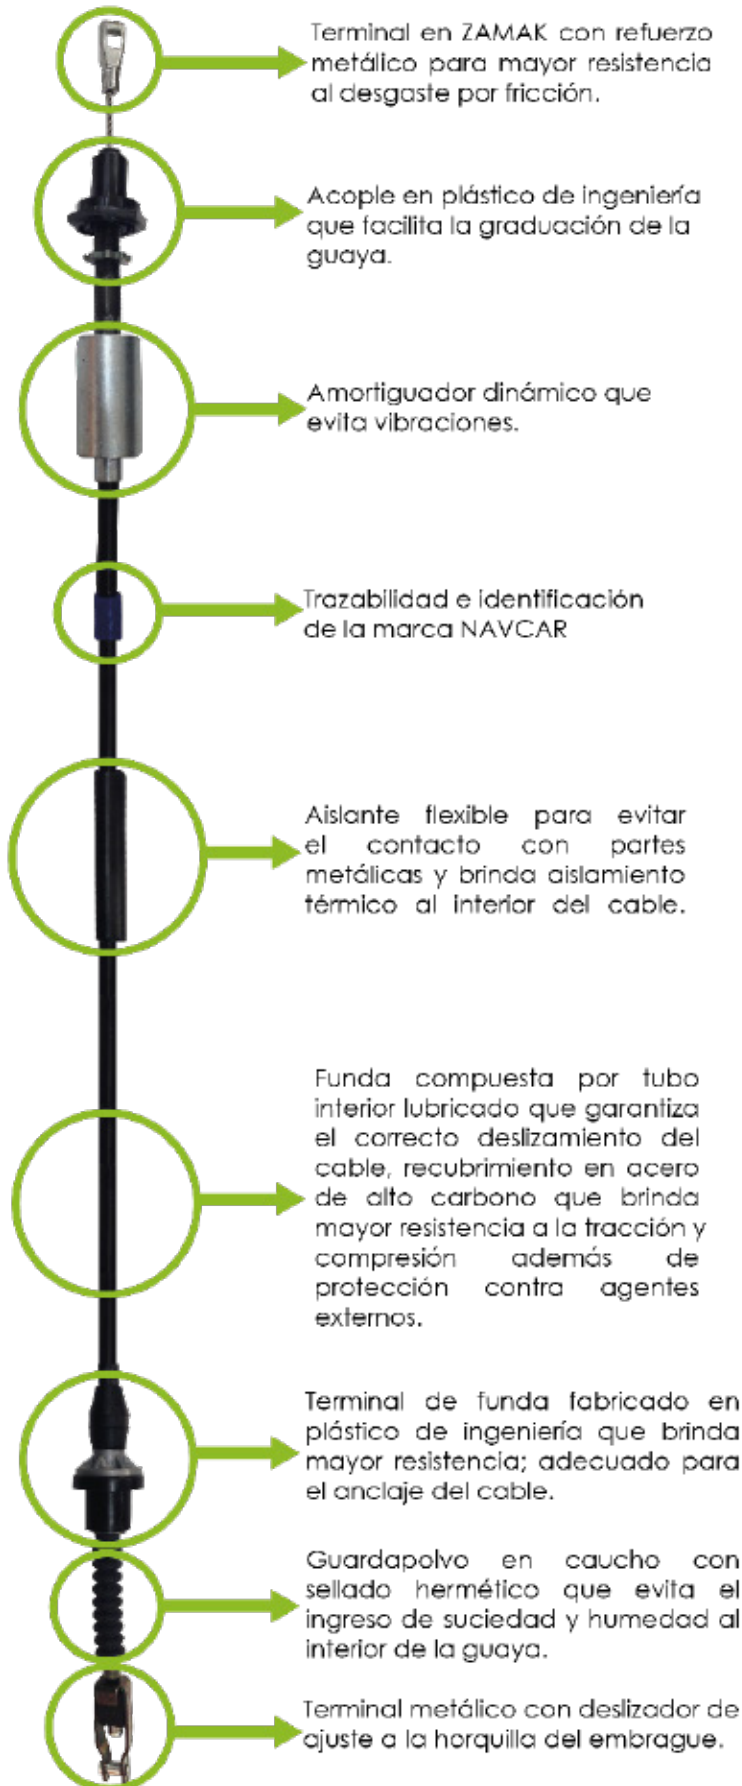 Terminal en ZAMAK con refuerzo
metálico para mayor resistencia
al desgaste por fricción.
Acople en plástico de ingeniería
que facilita la graduación de la
guaya.
Amortiguador dinámico que
evita vibraciones.
Trazabilidad e identificación
de la marca NAVCAR
Aislante flexible para evitar
el contacto con partes
metálicas y brinda aislamiento
térmico al interior del cable.
Funda compuesta por tubo
interior lubricado que garantiza
el correcto deslizamiento del
cable, recubrimiento en acero
de alto carbono que brinda
mayor resistencia a la tracción y
compresión además de
protección contra agentes
externos.
Terminal de funda fabricado en
plástico de ingeniería que brinda
mayor resistencia; adecuado para
el anclaje del cable.
Guardapolvo en caucho con
sellado hermético que evita el
ingreso de suciedad y humedad al
interior de la guaya.
Terminal metálico con deslizador de
ajuste a la horquilla del embrague.